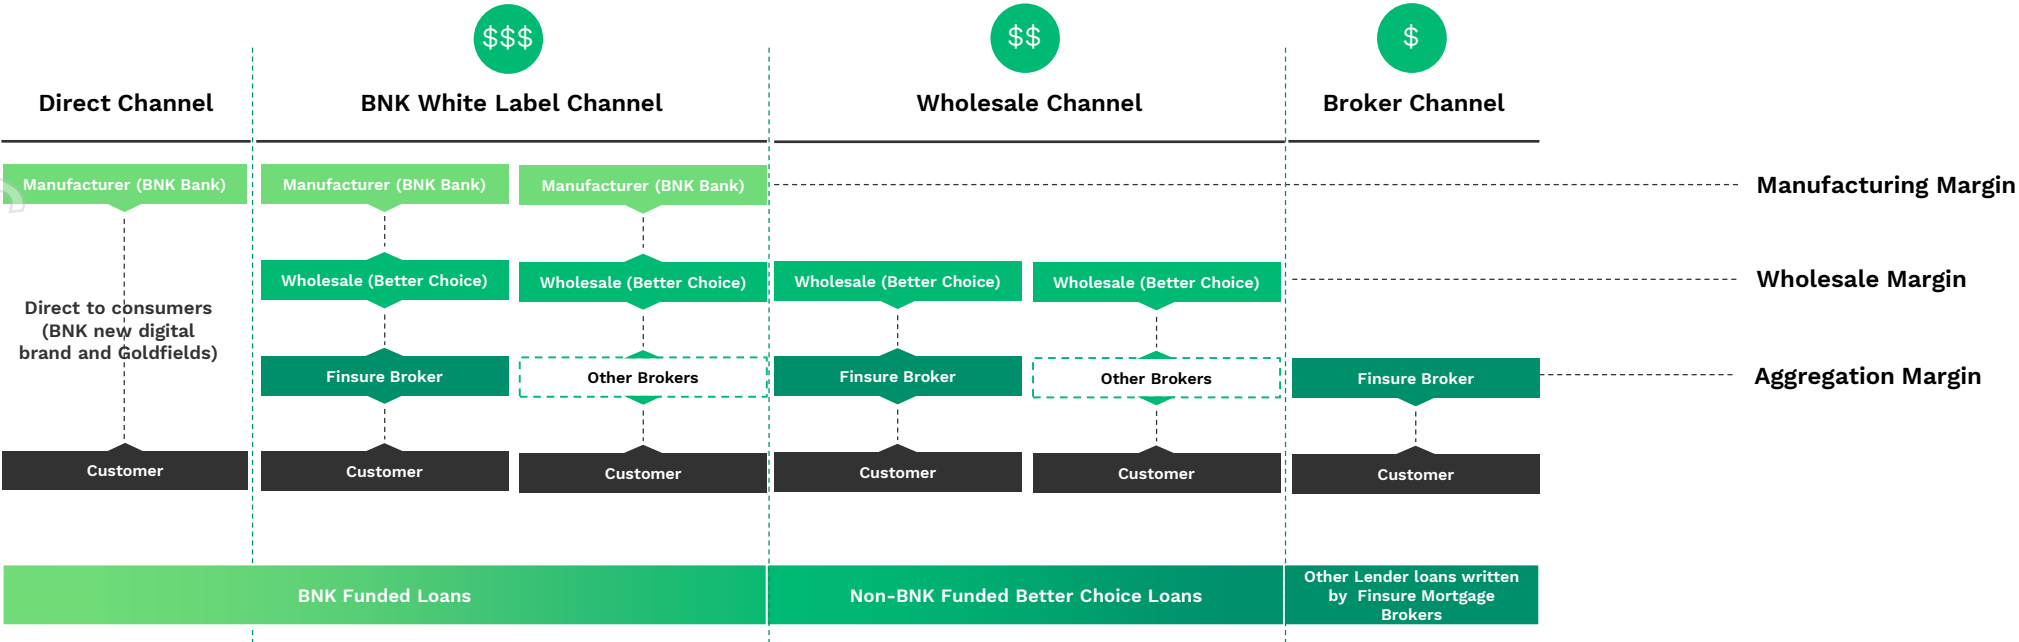 $$$
$$
$
Direct Channel
BNK White Label Channel
Wholesale Channel
Broker Channel
Manufacturer (BNK Bank)
Manufacturer (BNK Bank)
Manufacturer (BNK Bank)
Manufacturing Margin
Wholesale (Better Choice)
Wholesale (Better Choice)
Wholesale (Better Choice)
Wholesale (Better Choice)
Wholesale Margin
Direct to consumers
(BNK new digital
brand and Goldfields)
Finsure Broker
Other Brokers
Finsure Broker
Other Brokers
Finsure Broker
Aggregation Margin
Customer
Customer
Customer
Customer
Customer
Customer
BNK Funded Loans
Non-BNK Funded Better Choice Loans
Other Lender loans written
by Finsure Mortgage
Brokers